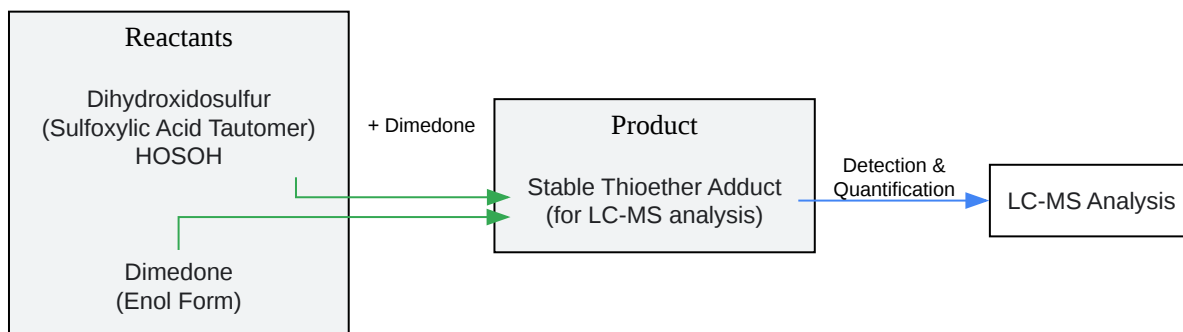 Reactants
Dihydroxidosulfur
(Sulfoxylic Acid Tautomer)
HOSOH
Dimedone
(Enol Form)
+ Dimedone
Product
Stable Thioether Adduct
(for LC-MS analysis)
Detection &
Quantification
LC-MS Analysis